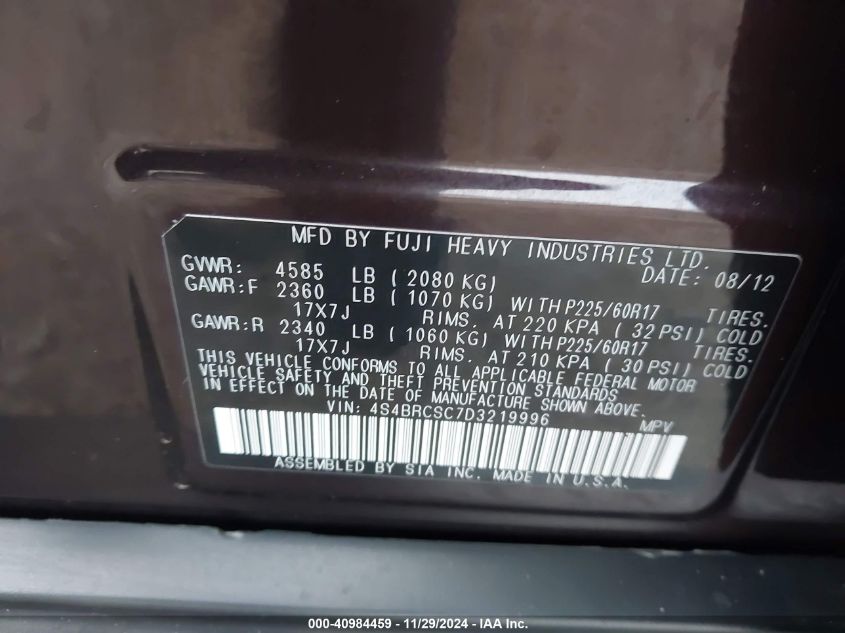 MFD BY FUJI HEAVY INDUSTRIES LTD.
GVWR: 4585 LB ( 2080 KG) DATE: 08/12
GAWR:F 2360 LB ( 1070 KG) WITH P225/60R17 TIRES.
17X7J RIMS. AT 220 KPA ( 32 PSI) COLD
GAWR:R 2340 LB ( 1060 KG) WITH P225/60R17 TIRES.
17X7J RIMS. AT 210 KPA ( 30 PSI) COLD
THIS VEHICLE CONFORMS TO ALL APPLICABLE FEDERAL MOTOR
VEHICLE SAFETY AND THEFT PREVENTION STANDARDS
IN EFFECT ON THE DATE OF MANUFACTURE SHOWN ABOVE.
VIN: 4S4BRCSC7D3219996 MPV
ASSEMBLED BY SIA INC. MADE IN U.S.A.
000-40984459 - 11/29/2024 - IAA Inc.